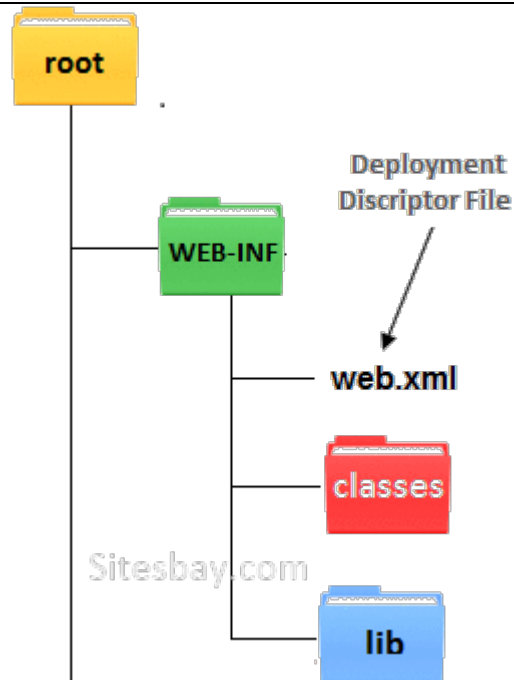 root
Deployment
Discriptor File
WEB-INF
web.xml
classes
Sitesbay.com
lib